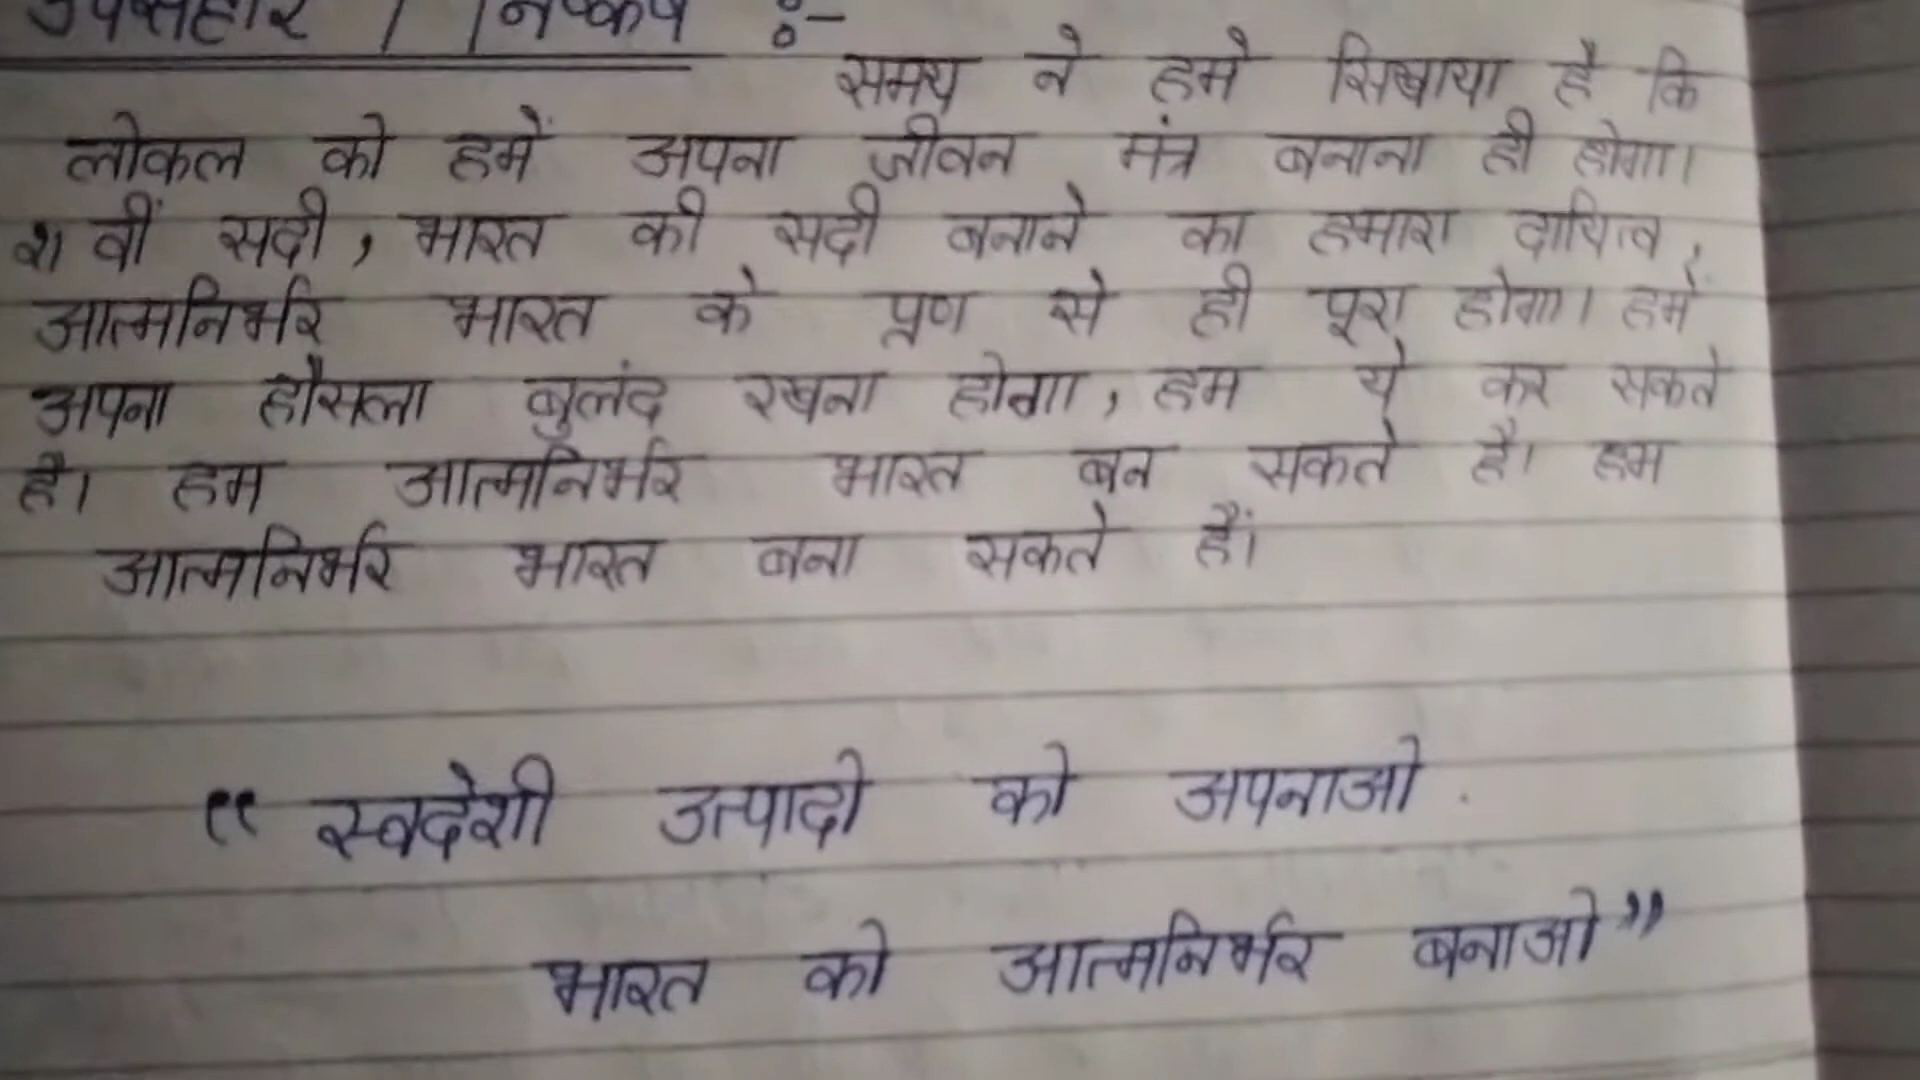 उपसंहार / निष्कर्ष :-
समय ने हमे सिखाया है कि
लोकल को हमें अपना जीवन मंत्र बनाना ही होगा।
21 वीं सदी, भारत की सदी बनाने का हमारा दायित्व,
आत्मनिर्भर भारत के प्रण से ही पूरा होगा। हमें
अपना हौसला बुलंद रखना होगा, हम ये कर सकते
है। हम आत्मनिर्भर भारत बन सकते है। हम
आत्मनिर्भर भारत बना सकते हैं।
“ स्वदेशी उत्पादो को अपनाओ
भारत को आत्मनिर्भर बनाओ ”